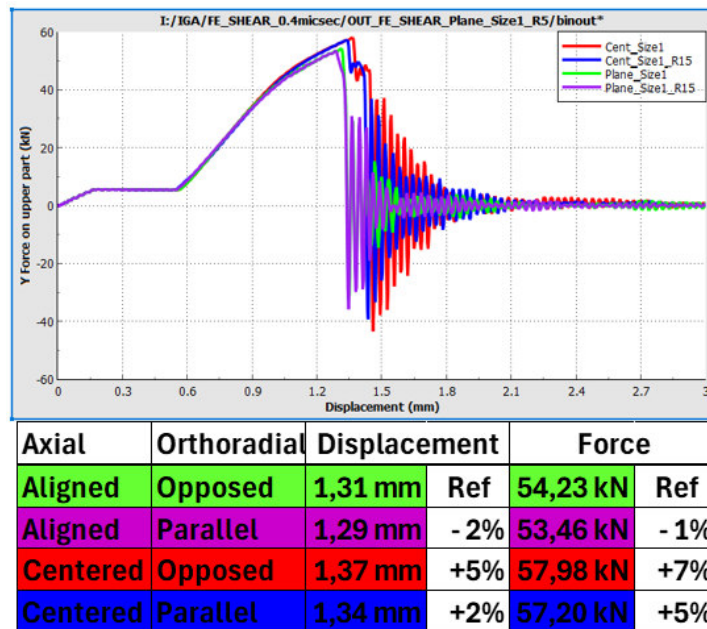 I:/IGA/FE_SHEAR_0.4micsec/OUT_FE_SHEAR_Plane_Size1_R5/binout*
Y Force on upper part (kN)
60
40
20
0
-20
-40
-60
Cent_Size1
Cent_Size1_R15
Plane_Size1
Plane_Size1_R15
0 0.3 0.6 0.9 1.2 1.5 1.8 2.1 2.4 2.7 3
Displacement (mm)
Axial Orthoradial Displacement Force
Aligned Opposed 1,31 mm Ref 54,23 kN Ref
Aligned Parallel 1,29 mm - 2% 53,46 kN - 1%
Centered Opposed 1,37 mm +5% 57,98 kN +7%
Centered Parallel 1,34 mm +2% 57,20 kN +5%